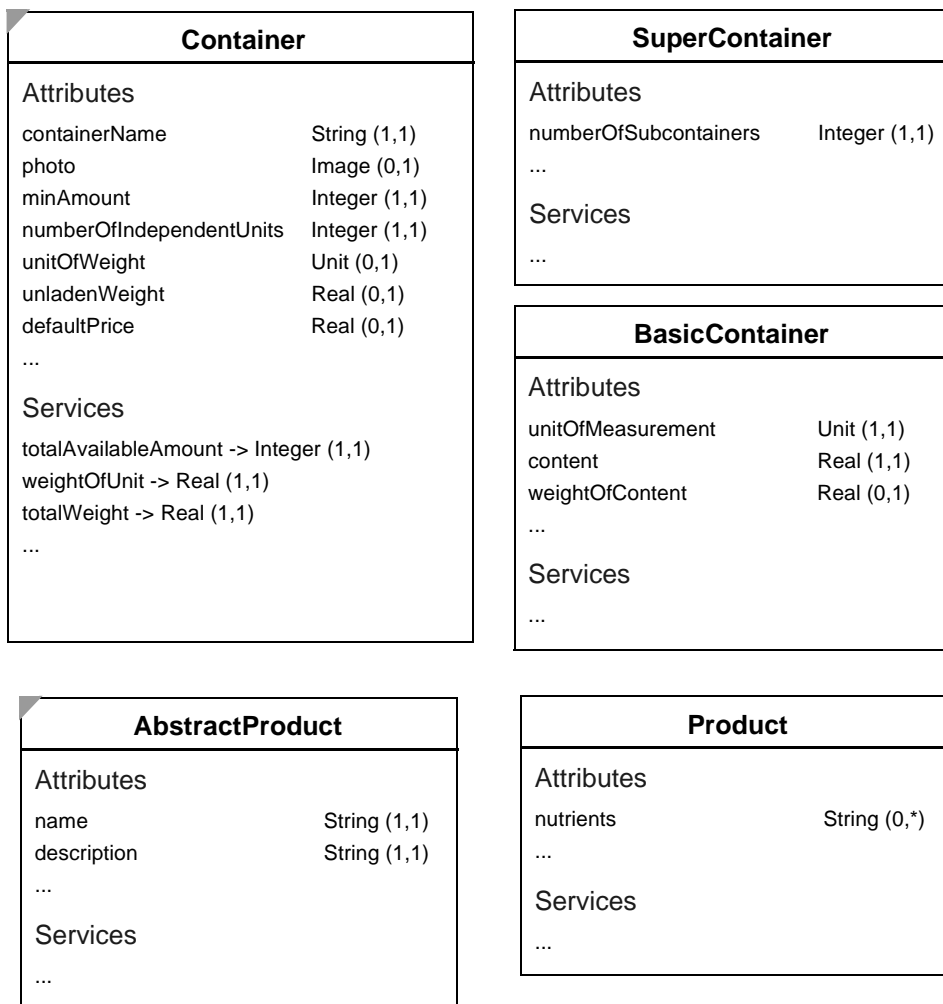 Container
Attributes
containerName String (1,1)
photo Image (0,1)
minAmount Integer (1,1)
numberOfIndependentUnits Integer (1,1)
unitOfWeight Unit (0,1)
unladenWeight Real (0,1)
defaultPrice Real (0,1)
...
Services
totalAvailableAmount -> Integer (1,1)
weightOfUnit -> Real (1,1)
totalWeight -> Real (1,1)
...
SuperContainer
Attributes
numberOfSubcontainers Integer (1,1)
...
Services
...
BasicContainer
Attributes
unitOfMeasurement Unit (1,1)
content Real (1,1)
weightOfContent Real (0,1)
...
Services
...
AbstractProduct
Attributes
name String (1,1)
description String (1,1)
...
Services
...
Product
Attributes
nutrients String (0,*)
...
Services
...